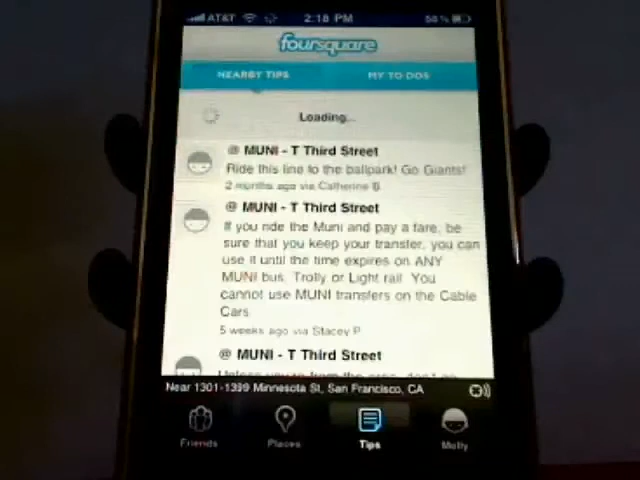 AT&T 2:18 PM 58%
foursquare
NEARBY TIPS MY TO DOS
Loading...
@ MUNI - T Third Street
Ride this line to the ballpark! Go Giants!
2 months ago via Catherine B
@ MUNI - T Third Street
If you ride the Muni and pay a fare, be
sure that you keep your transfer, you can
use it until the time expires on ANY
MUNI bus, Trolly or Light rail. You
cannot use MUNI transfers on the Cable
Cars.
5 weeks ago via Stacey P.
@ MUNI - T Third Street
Near 1301-1399 Minnesota St, San Francisco, CA
Friends Places Tips Molly